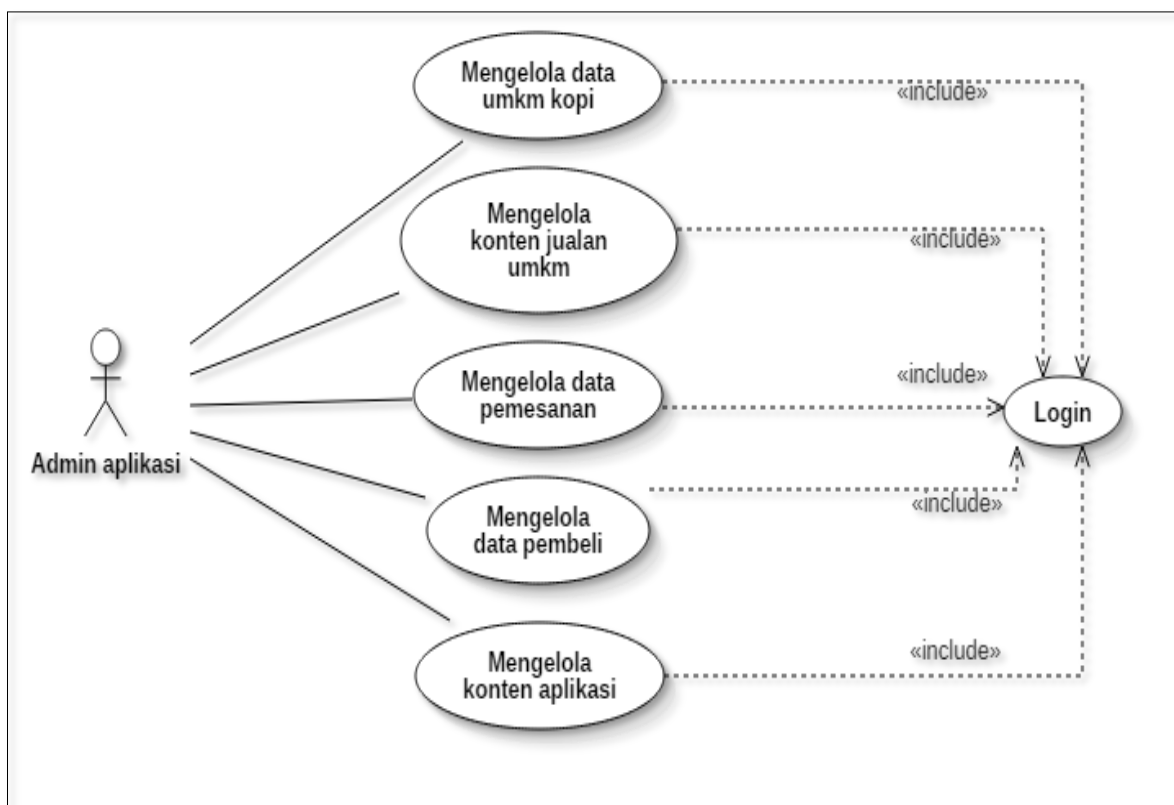 Mengelola data
umkm kopi
«include»
Mengelola
konten jualan
umkm
«include»
Mengelola data
pemesanan
«include»
Login
Admin aplikasi
Mengelola
data pembeli
«include»
Mengelola
konten aplikasi
«include»